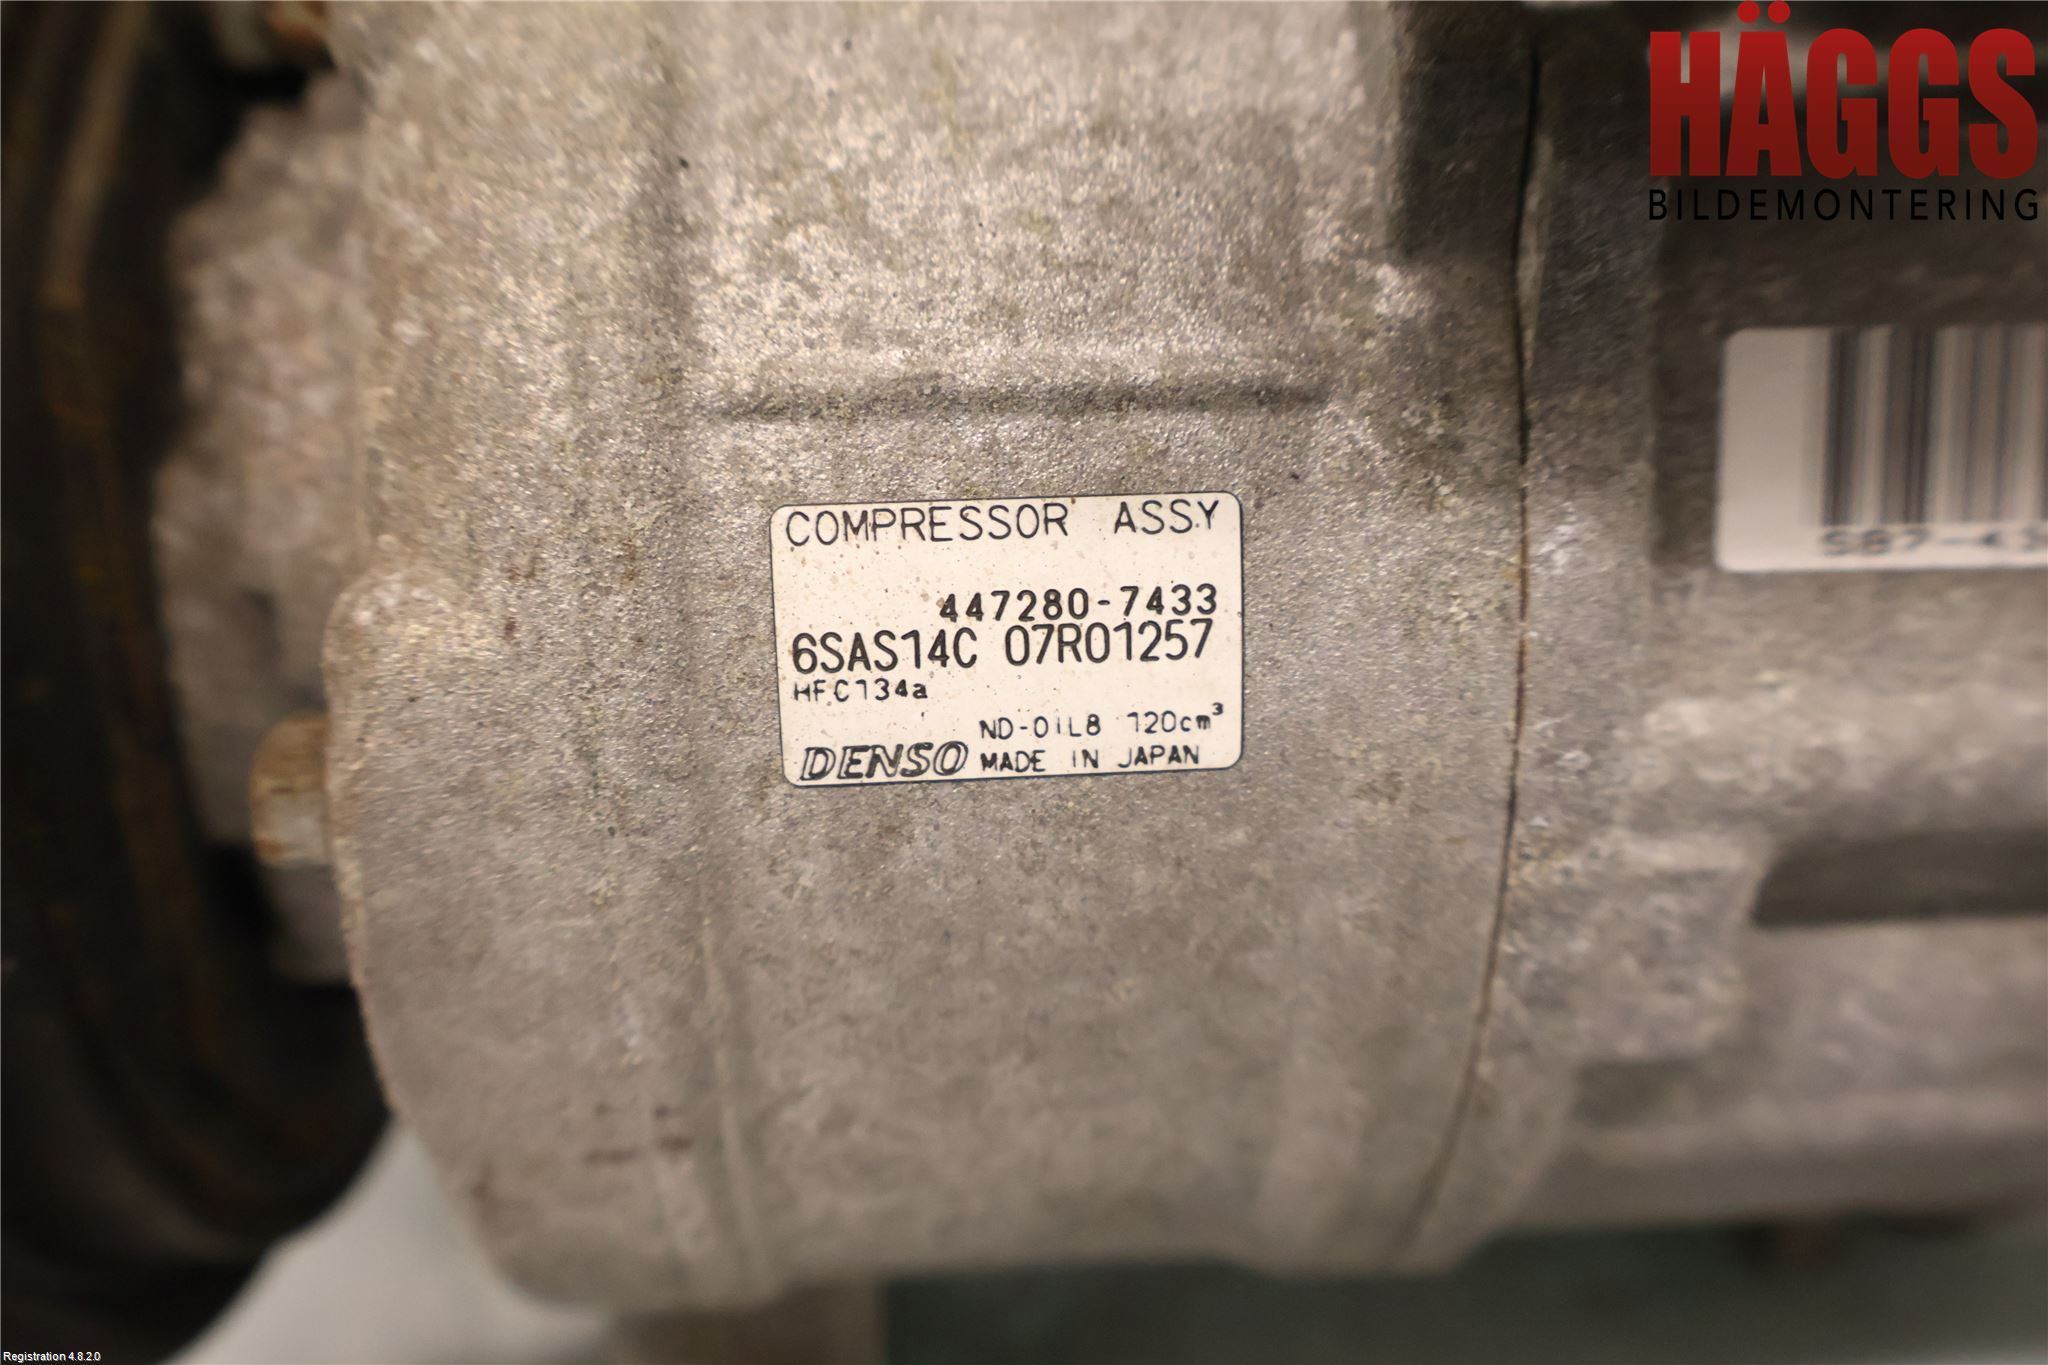 HÄGGS
BILDEMONTERING
COMPRESSOR ASSY
447280-7433
6SAS14C 07R01257
HFC134a
ND-OIL8 120cm³
DENSO MADE IN JAPAN
Registration 4.8.2.0